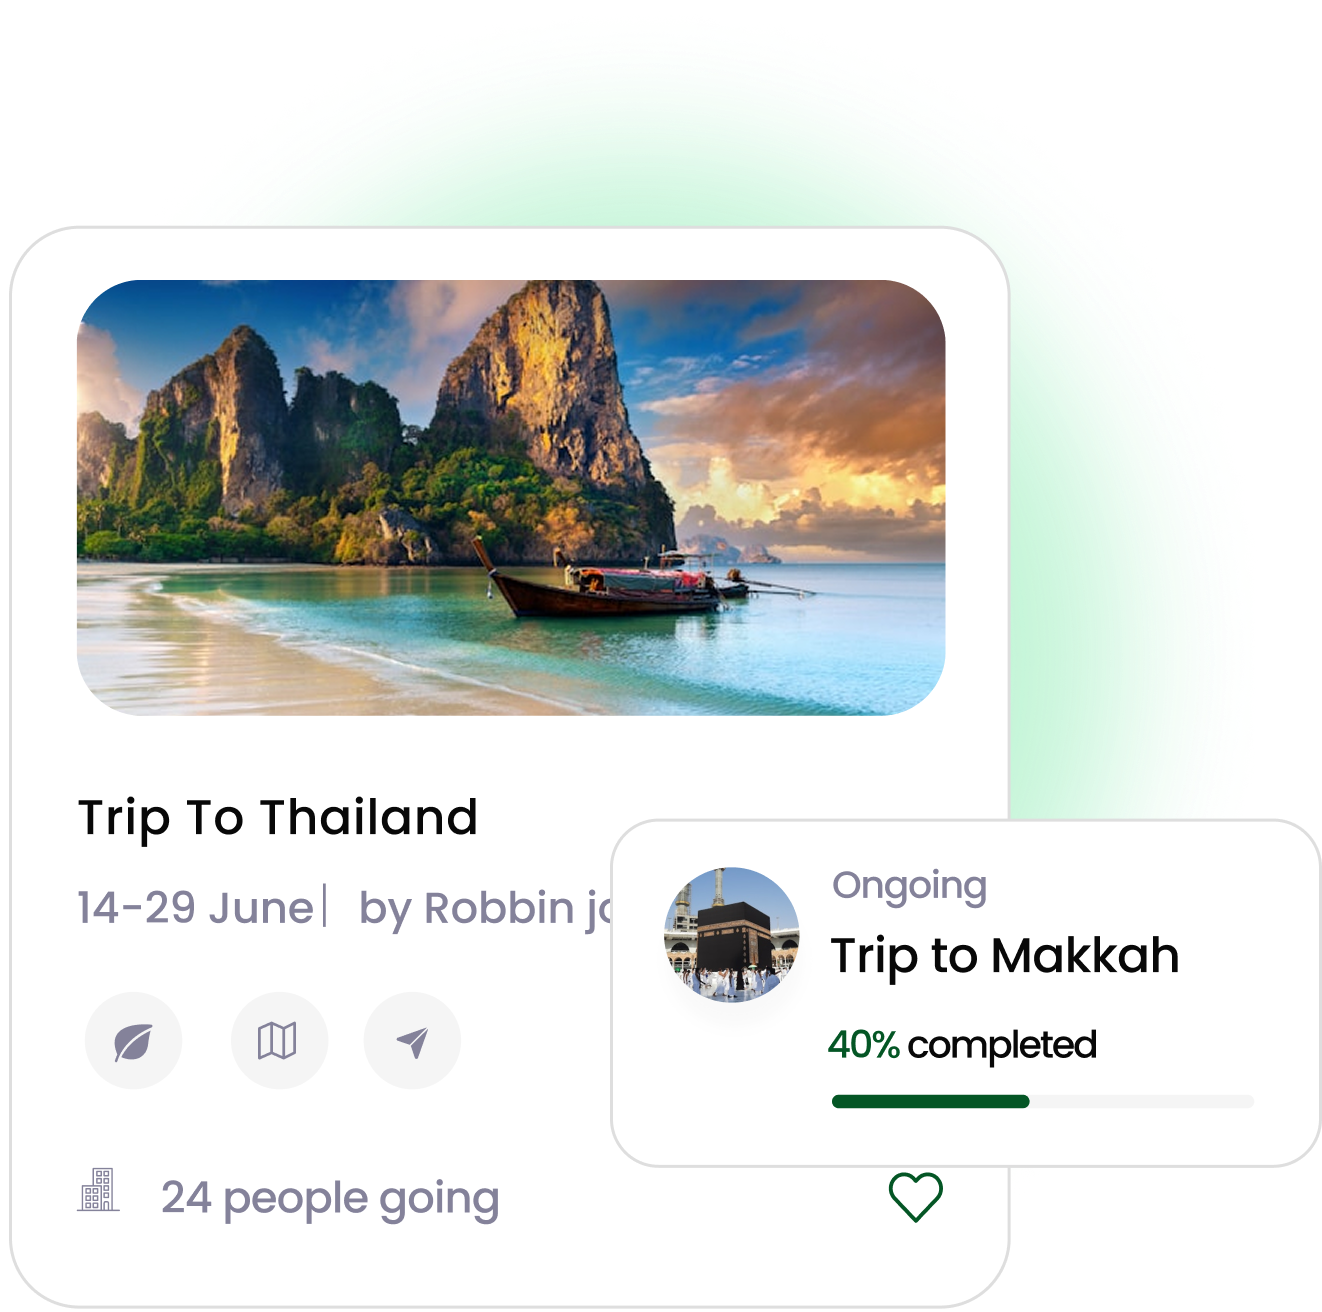 Trip To Thailand
14-29 June | by Robbin
Ongoing
Trip to Makkah
40% completed
24 people going